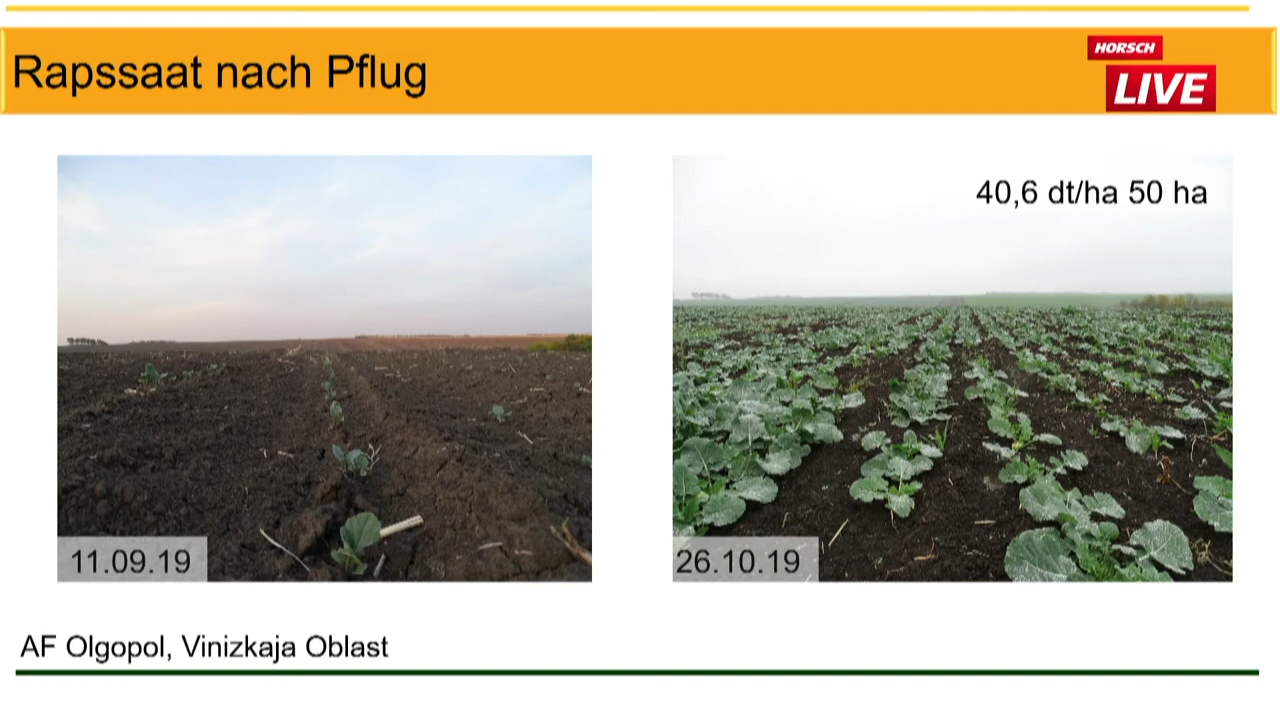 Rapssaat nach Pflug
HORSCH
LIVE
40,6 dt/ha 50 ha
11.09.19
26.10.19
AF Olgopol, Vinizkaja Oblast